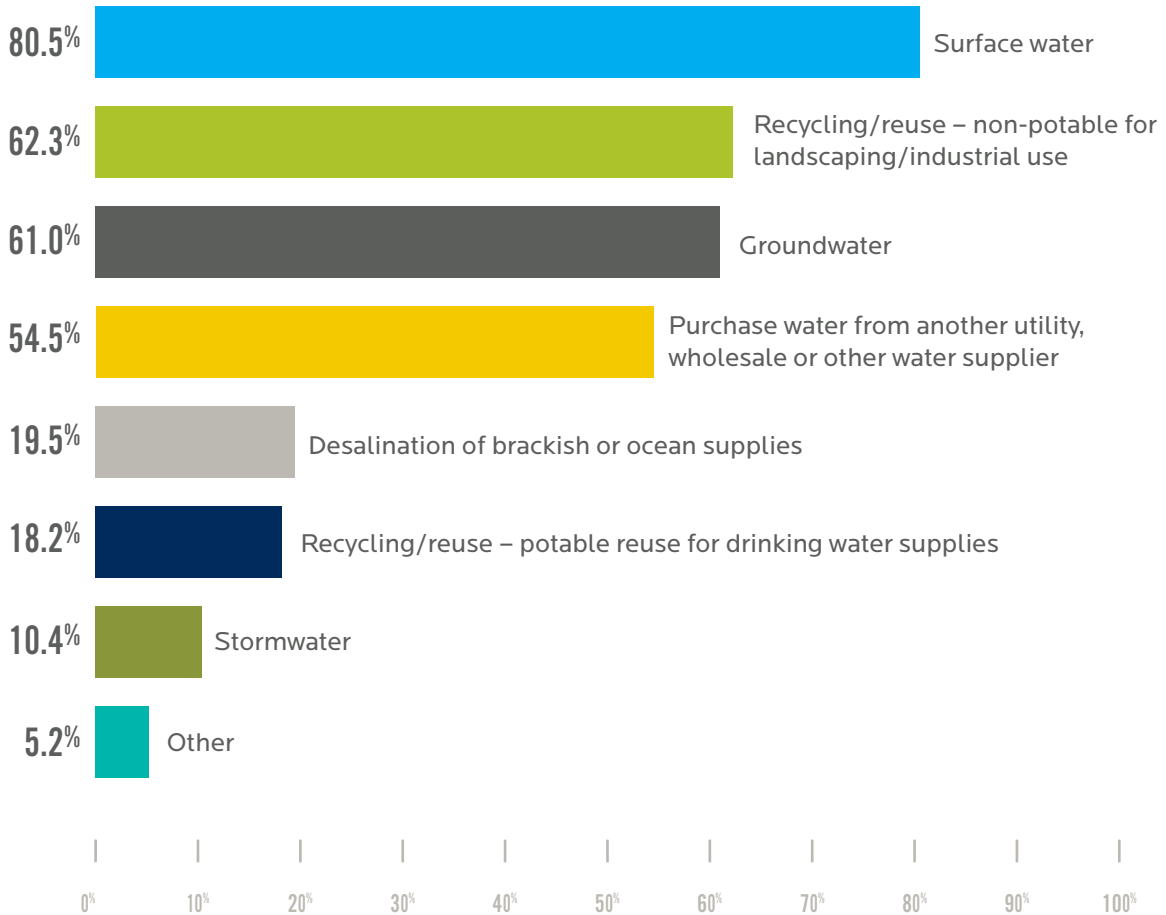 80.5%
Surface water
62.3%
Recycling/reuse – non-potable for
landscaping/industrial use
61.0%
Groundwater
54.5%
Purchase water from another utility,
wholesale or other water supplier
19.5%
Desalination of brackish or ocean supplies
18.2%
Recycling/reuse – potable reuse for drinking water supplies
10.4%
Stormwater
5.2%
Other
0% 10% 20% 30% 40% 50% 60% 70% 80% 90% 100%